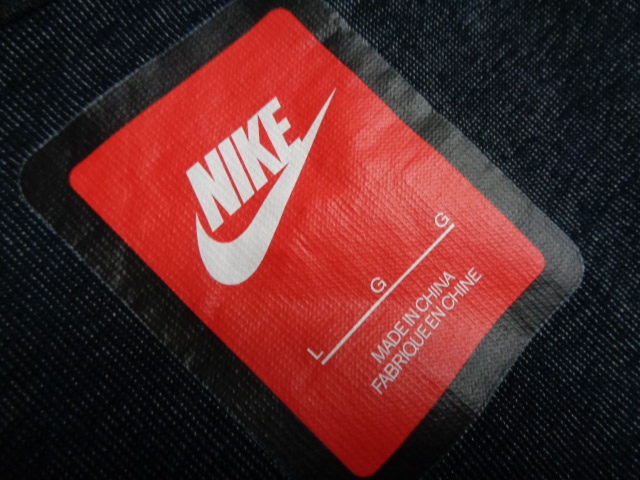 NIKE
L G G
MADE IN CHINA
FABRIQUE EN CHINE